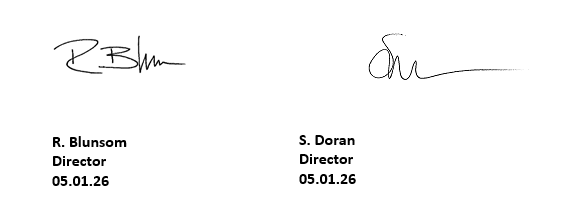 R. Blunsom
Director
05.01.26
S. Doran
Director
05.01.26